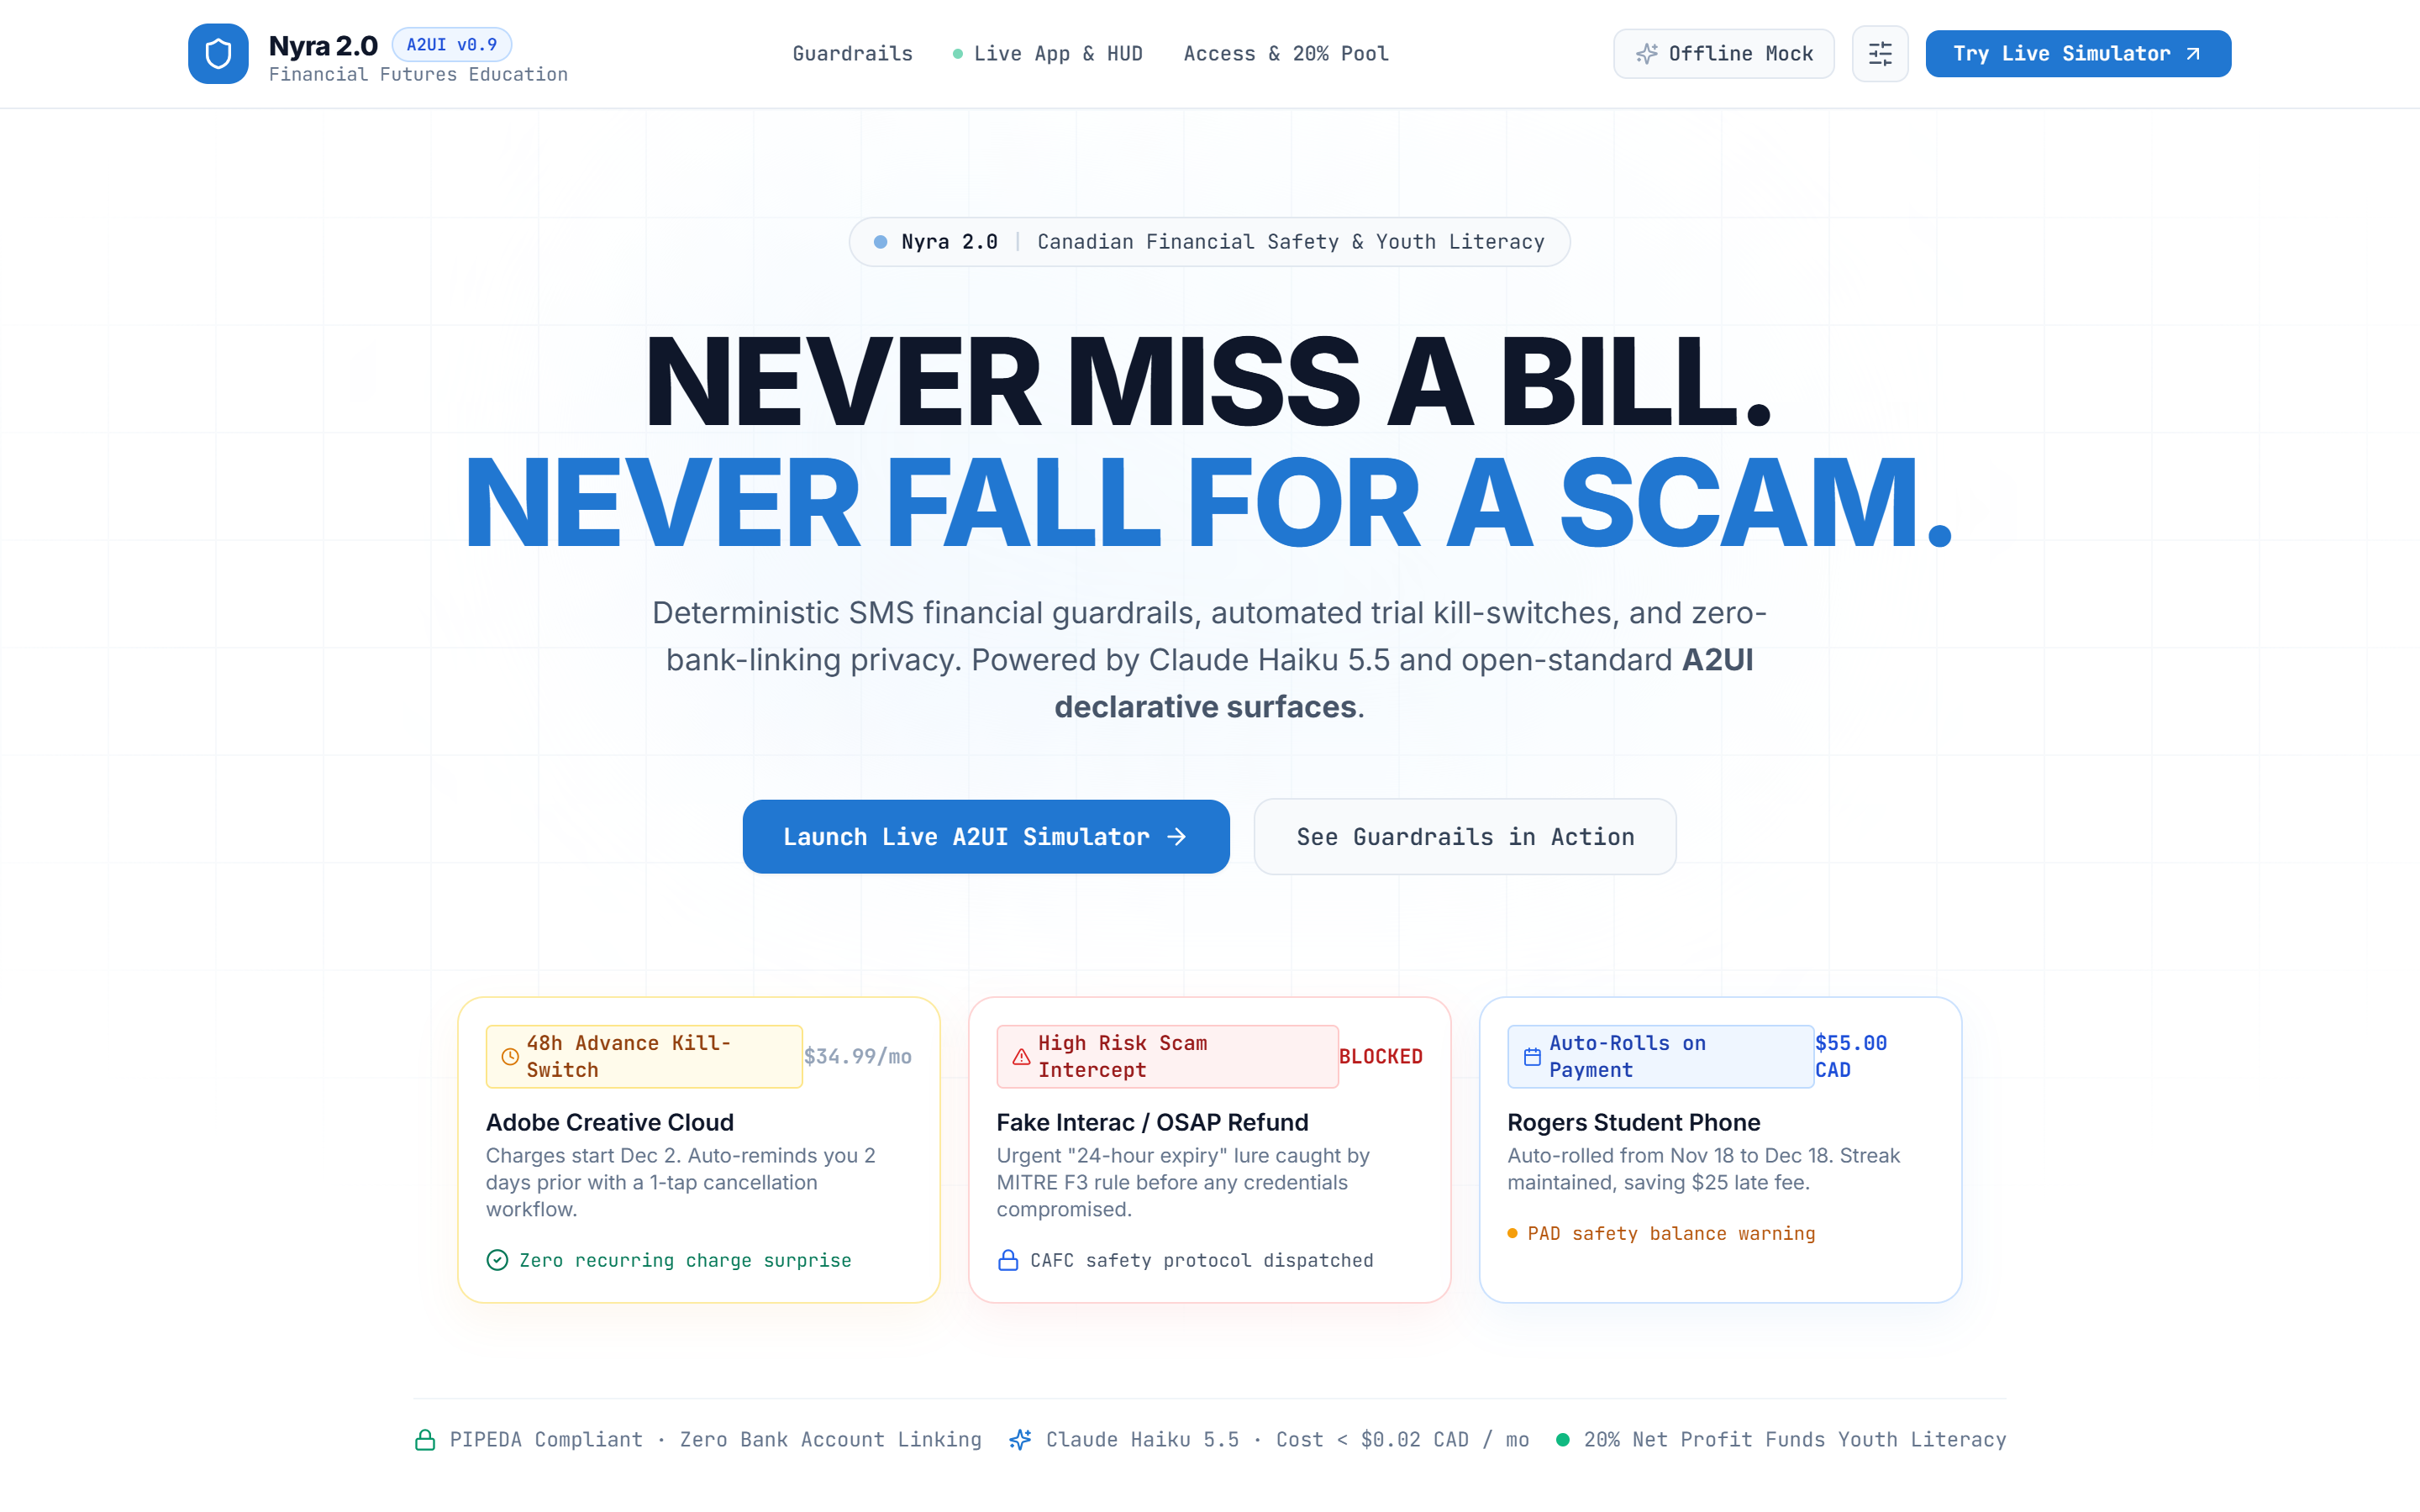 Nyra 2.0
A2UI v0.9
Financial Futures Education
Guardrails
Live App & HUD
Access & 20% Pool
Offline Mock
Try Live Simulator
Nyra 2.0 | Canadian Financial Safety & Youth Literacy
NEVER MISS A BILL.
NEVER FALL FOR A SCAM.
Deterministic SMS financial guardrails, automated trial kill-switches, and zero-
bank-linking privacy. Powered by Claude Haiku 5.5 and open-standard A2UI
declarative surfaces.
Launch Live A2UI Simulator →
See Guardrails in Action
48h Advance Kill-
Switch
$34.99/mo
Adobe Creative Cloud
Charges start Dec 2. Auto-reminds you 2
days prior with a 1-tap cancellation
workflow.
Zero recurring charge surprise
High Risk Scam
Intercept
BLOCKED
Fake Interac / OSAP Refund
Urgent "24-hour expiry" lure caught by
MITRE F3 rule before any credentials
compromised.
CAFC safety protocol dispatched
Auto-Rolls on
Payment
$55.00
CAD
Rogers Student Phone
Auto-rolled from Nov 18 to Dec 18. Streak
maintained, saving $25 late fee.
PAD safety balance warning
PIPEDA Compliant · Zero Bank Account Linking
Claude Haiku 5.5 · Cost < $0.02 CAD / mo
20% Net Profit Funds Youth Literacy